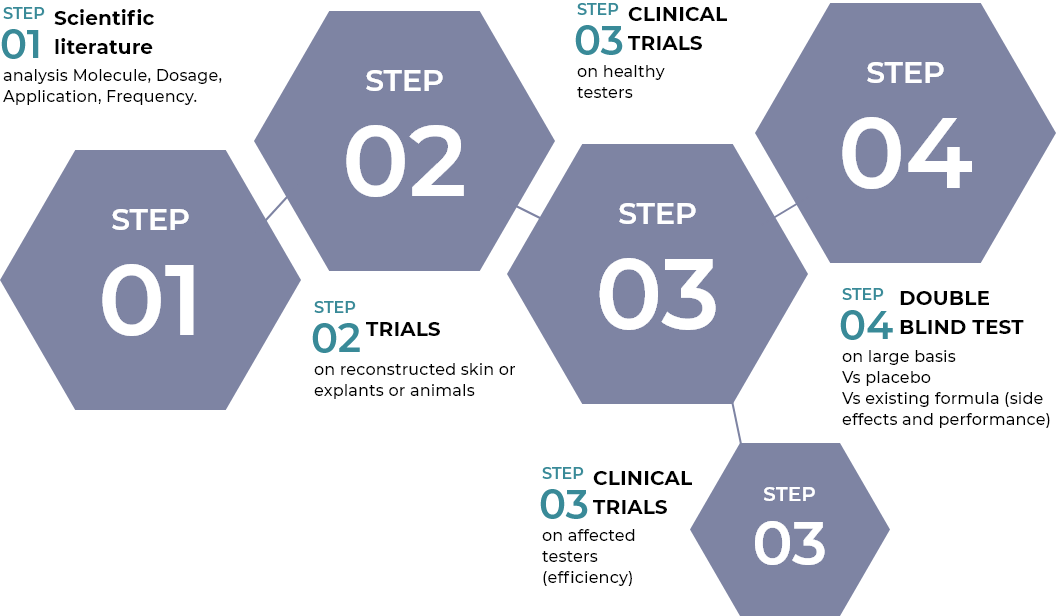 STEP
01
Scientific
literature
analysis Molecule, Dosage,
Application, Frequency.
STEP
01
STEP
02
STEP
02
TRIALS
on reconstructed skin or
explants or animals
STEP
03
CLINICAL
TRIALS
on healthy
testers
STEP
03
STEP
04
STEP
04
DOUBLE
BLIND TEST
on large basis
Vs placebo
Vs existing formula (side
effects and performance)
STEP
03
CLINICAL
TRIALS
on affected
testers
(efficiency)
STEP
03